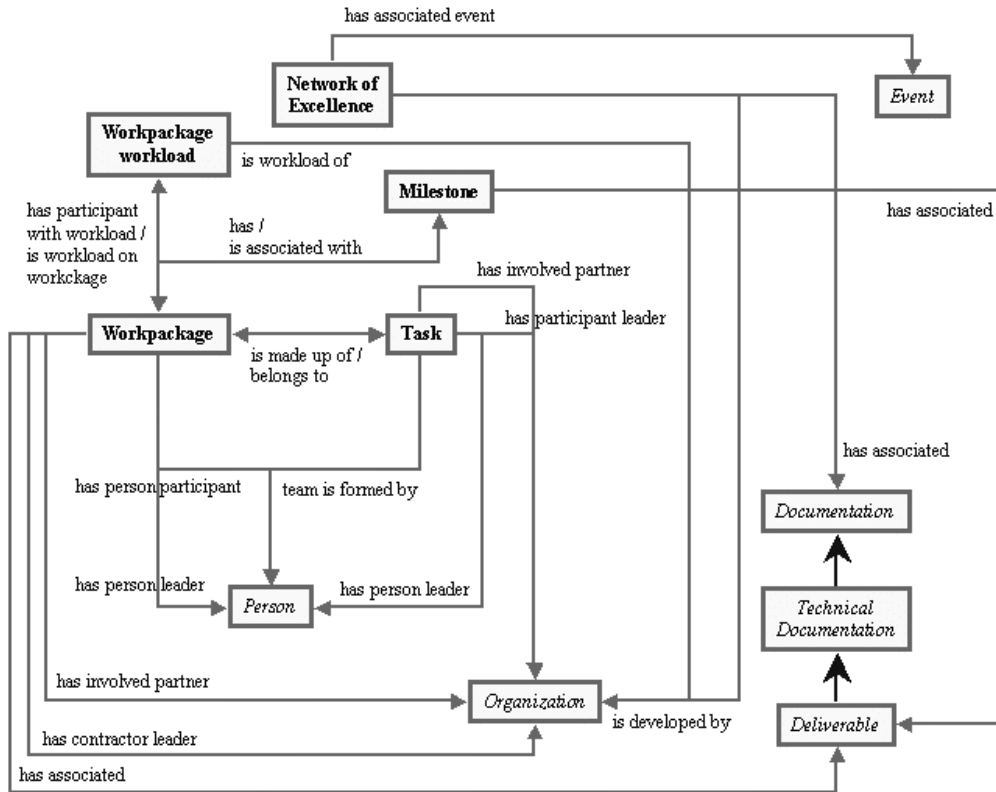 has associated event
Network of
Excellence
Event
Workpackage
workload
is workload of
Milestone
has associated
has participant
with workload /
is workload on
workckage
has /
is associated with
has involved partner
Workpackage
Task
has participant leader
is made up of /
belongs to
has associated
has person participant
team is formed by
Documentation
has person leader
has person leader
Person
Technical
Documentation
has involved partner
Organization
is developed by
Deliverable
has contractor leader
has associated